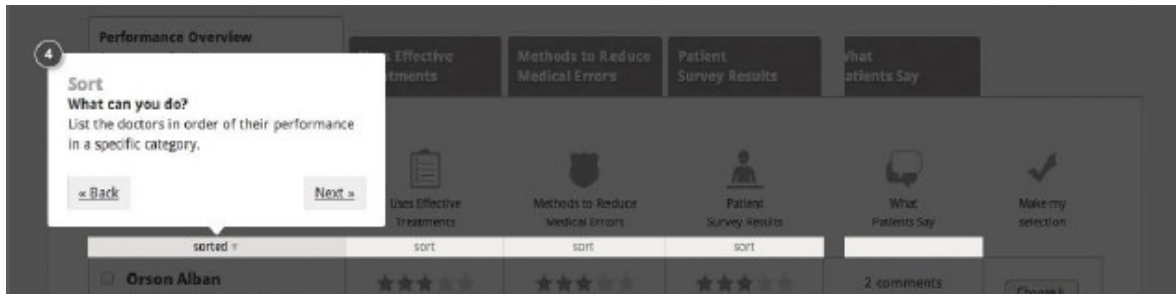 Performance Overview
4
Sort
What can you do?
List the doctors in order of their performance
in a specific category.
« Back
Next »
s Effective
tments
Methods to Reduce
Medical Errors
Patient
Survey Results
What
atients Say
Uses Effective
Treatments
Methods to Reduce
Medical Errors
Patient
Survey Results
What
Patients Say
Make my
selection
sorted ▼
sort
sort
sort
Orson Alban
2 comments